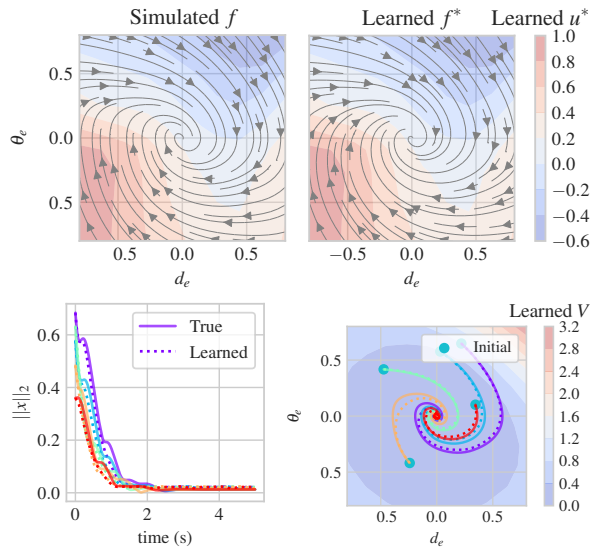 Simulated f
Learned f* Learned u*
0.5
0.0
0.5
θe
0.5 0.0 0.5
de
−0.5 0.0 0.5
de
1.0
0.8
0.6
0.4
0.2
0.0
−0.2
−0.4
−0.6
0.6
0.4
0.2
0.0
||x||2
0 2 4
time (s)
True
Learned
Learned V
Initial
0.5
0.0
0.5
θe
0.5 0.0 0.5
de
3.2
2.8
2.4
2.0
1.6
1.2
0.8
0.4
0.0